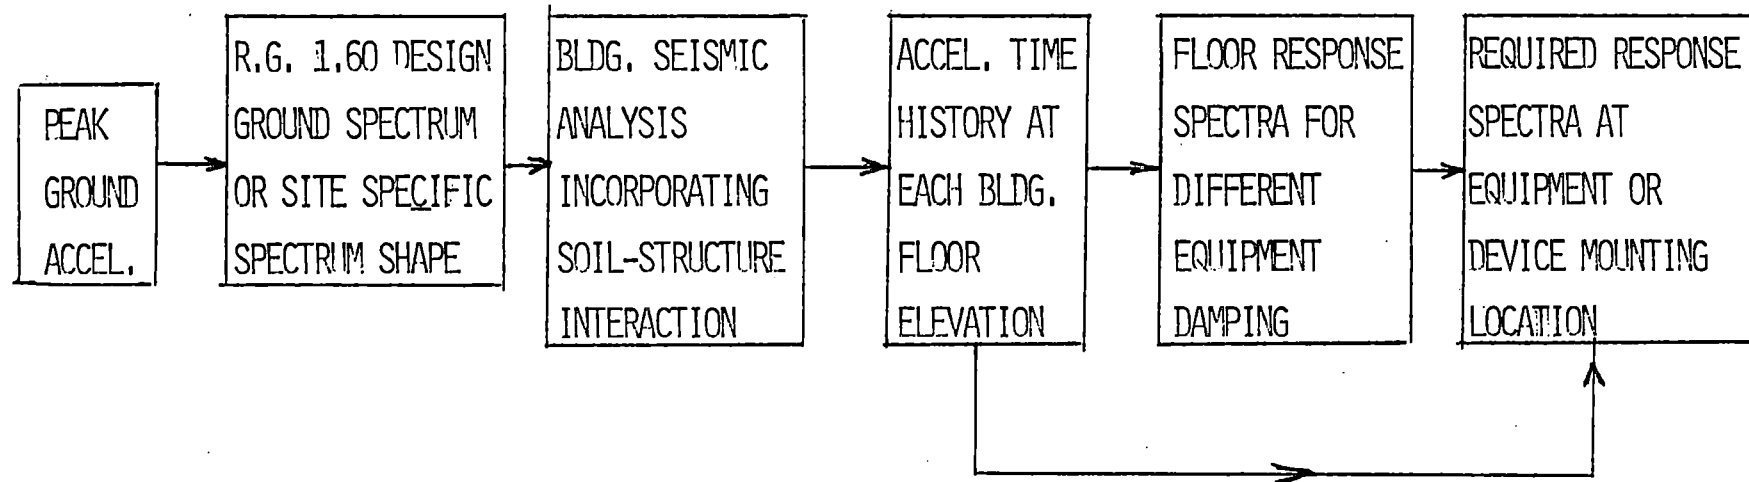 PEAK
GROUND
ACCEL.
R.G. 1.60 DESIGN
GROUND SPECTRUM
OR SITE SPECIFIC
SPECTRUM SHAPE
BLDG. SEISMIC
ANALYSIS
INCORPORATING
SOIL-STRUCTURE
INTERACTION
ACCEL. TIME
HISTORY AT
EACH BLDG.
FLOOR
ELEVATION
FLOOR RESPONSE
SPECTRA FOR
DIFFERENT
EQUIPMENT
DAMPING
REQUIRED RESPONSE
SPECTRA AT
EQUIPMENT OR
DEVICE MOUNTING
LOCATION